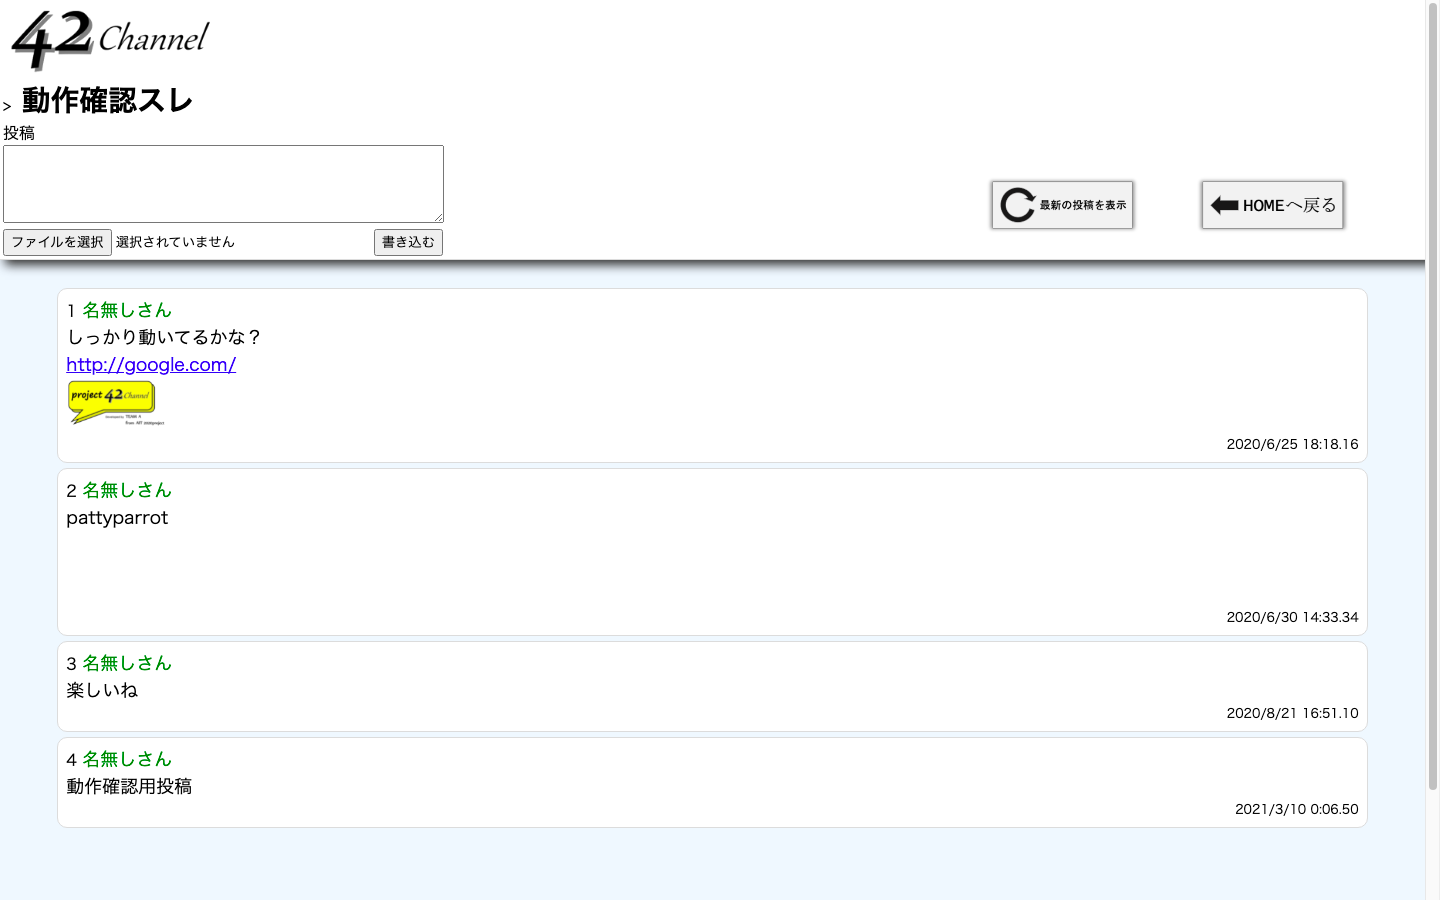 42 Channel
> 動作確認スレ
投稿
最新の投稿を表示
HOMEへ戻る
ファイルを選択 選択されていません 書き込む
1 名無しさん
しっかり動いてるかな？
http://google.com/
project 42 Channel
Developed by TEAM A
2020/6/25 18:18.16
2 名無しさん
pattyparrot
2020/6/30 14:33.34
3 名無しさん
楽しいね
2020/8/21 16:51.10
4 名無しさん
動作確認用投稿
2021/3/10 0:06.50